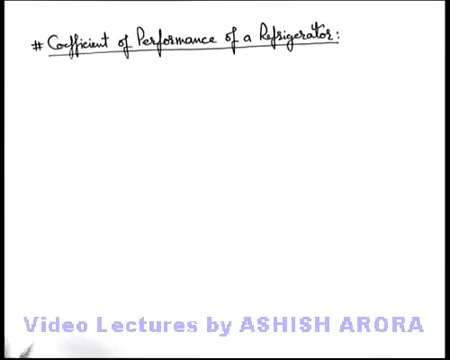 # Coefficient of Performance of a Refrigerator:
Video Lectures by ASHISH ARORA